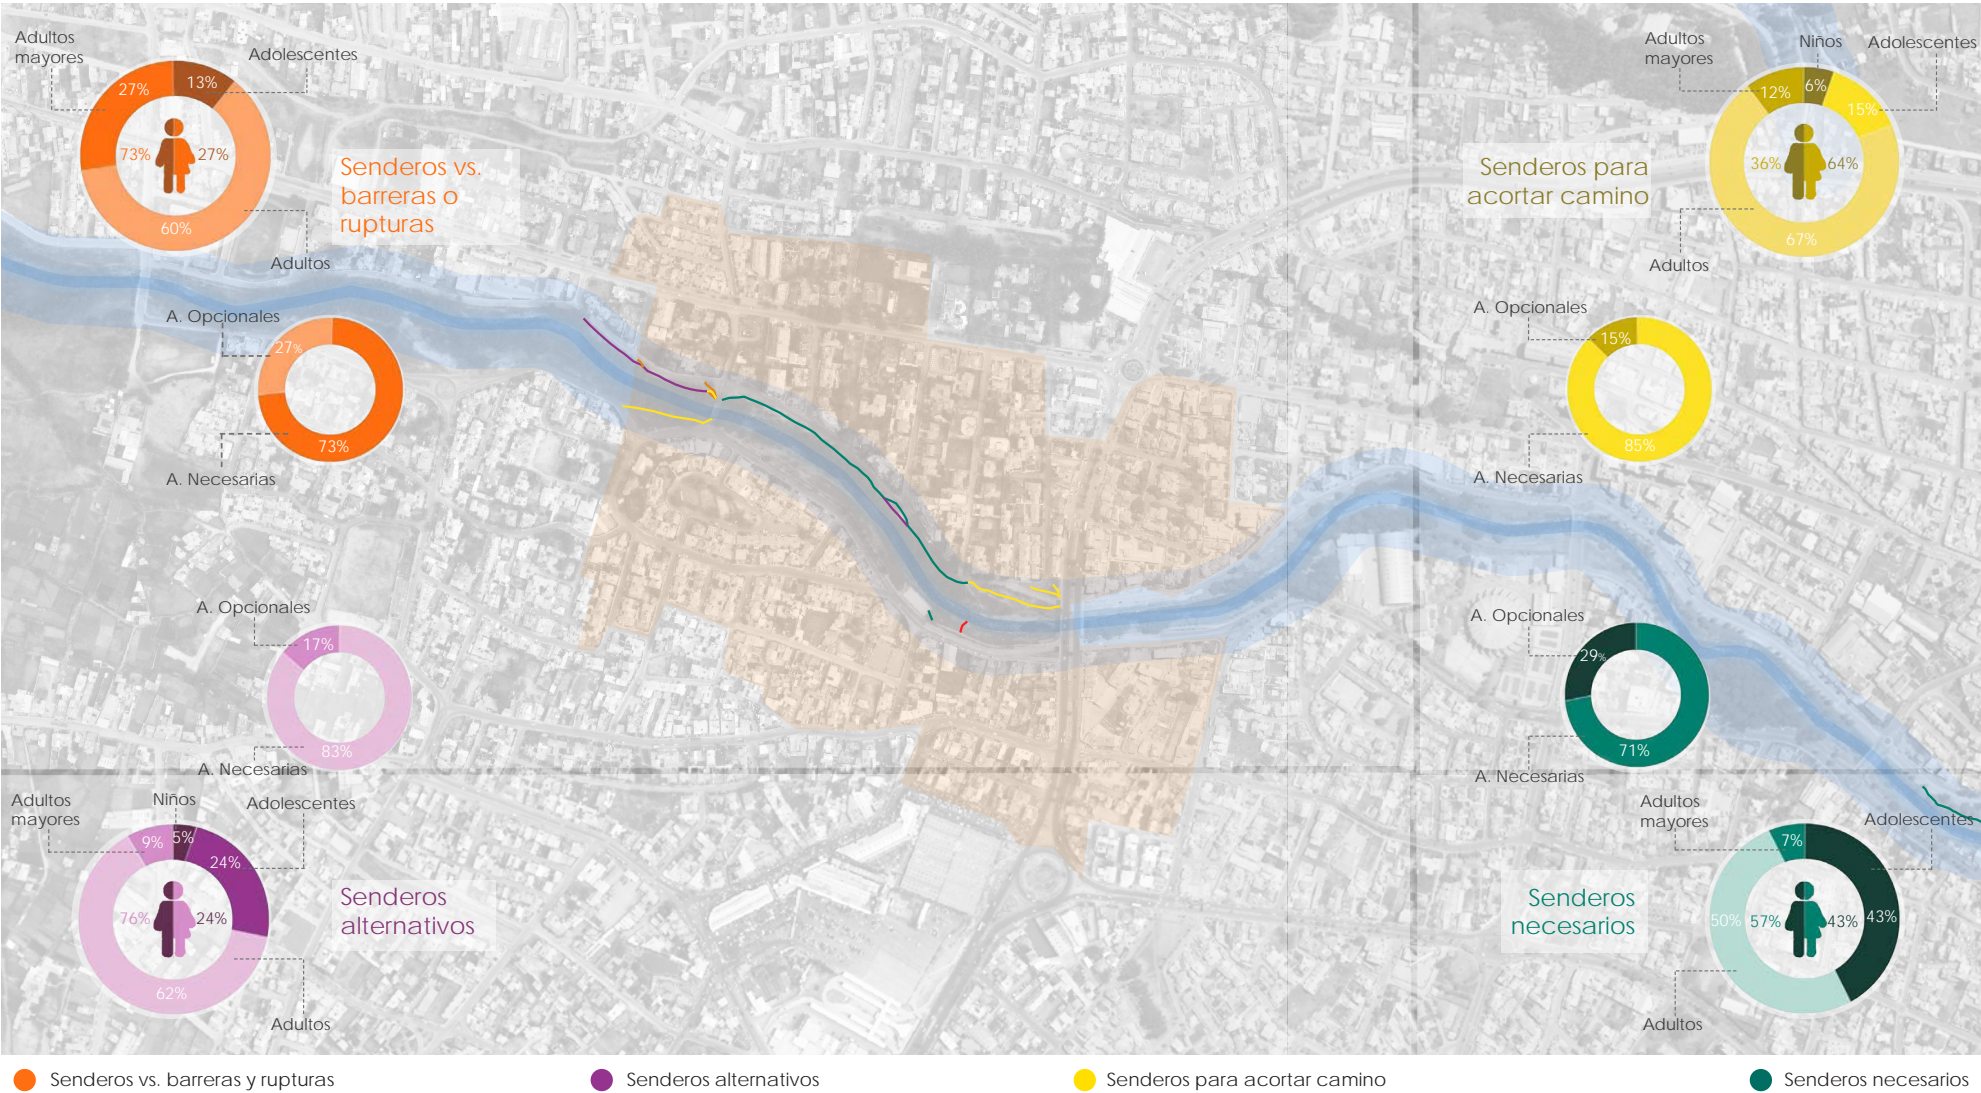 Adultos
mayores
Adolescentes
27%
13%
73%
27%
60%
Adultos
Senderos vs.
barreras o
rupturas
A. Opcionales
27%
73%
A. Necesarias
Adultos
mayores
Niños
Adolescentes
12%
6%
15%
36%
64%
67%
Adultos
Senderos para
acortar camino
A. Opcionales
15%
85%
A. Necesarias
A. Opcionales
17%
83%
A. Necesarias
Adultos
mayores
Niños
Adolescentes
9%
5%
24%
76%
24%
62%
Adultos
Senderos
alternativos
A. Opcionales
29%
71%
A. Necesarias
Adultos
mayores
Adolescentes
7%
50%
57%
43%
43%
Adultos
Senderos
necesarios
Senderos vs. barreras y rupturas
Senderos alternativos
Senderos para acortar camino
Senderos necesarios